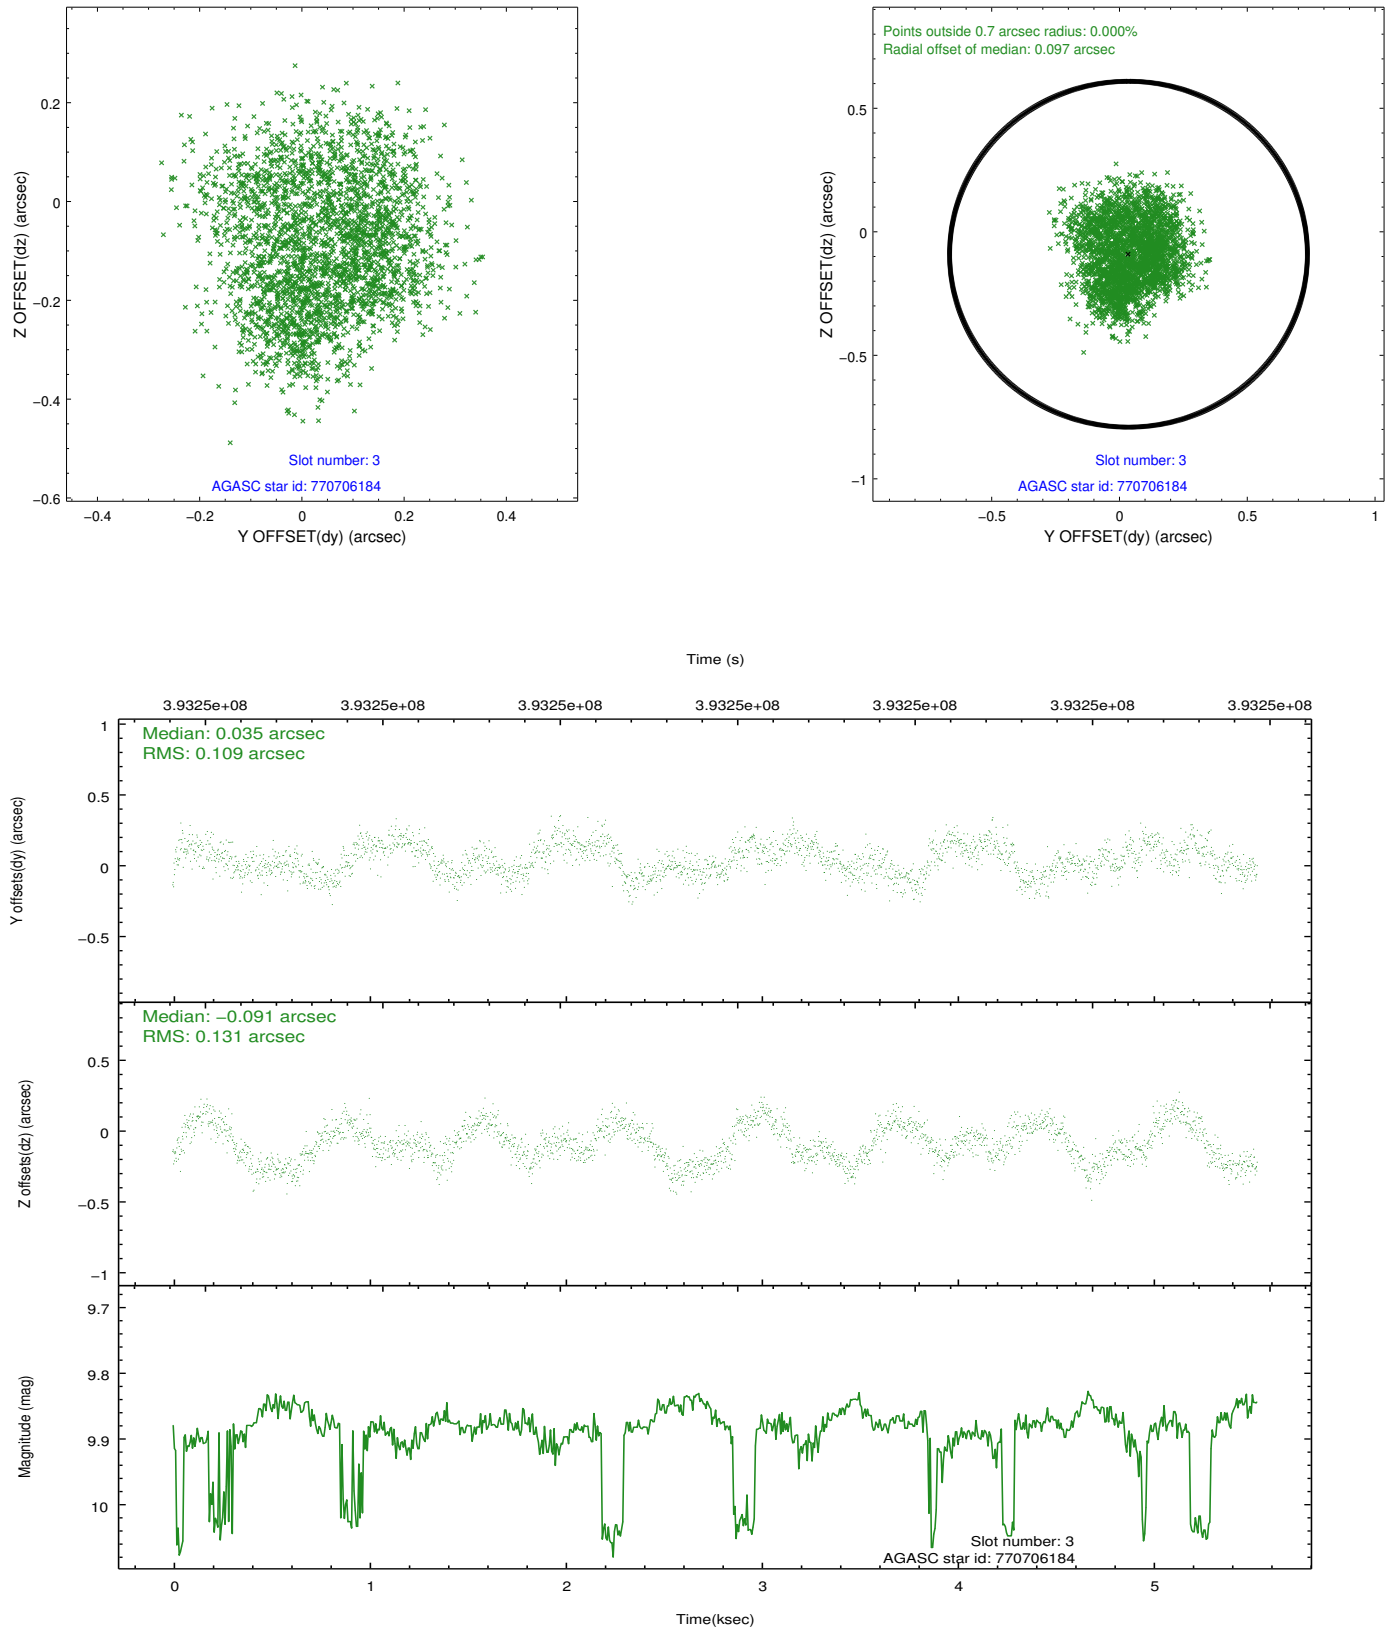 0.2
0
−0.2
−0.4
−0.6
Z OFFSET(dz) (arcsec)
Slot number: 3
AGASC star id: 770706184
−0.4
−0.2
0
0.2
0.4
Y OFFSET(dy) (arcsec)
Points outside 0.7 arcsec radius: 0.000%
Radial offset of median: 0.097 arcsec
0.5
0
−0.5
−1
Z OFFSET(dz) (arcsec)
Slot number: 3
AGASC star id: 770706184
−0.5
0
0.5
1
Y OFFSET(dy) (arcsec)
Time (s)
3.9325e+08
3.9325e+08
3.9325e+08
3.9325e+08
3.9325e+08
3.9325e+08
3.9325e+08
Median: 0.035 arcsec
RMS: 0.109 arcsec
1
0.5
0
−0.5
Y offsets(dy) (arcsec)
Median: −0.091 arcsec
RMS: 0.131 arcsec
0.5
0
−0.5
−1
Z offsets(dz) (arcsec)
9.7
9.8
9.9
10
Magnitude (mag)
Slot number: 3
AGASC star id: 770706184
0
1
2
3
4
5
Time(ksec)